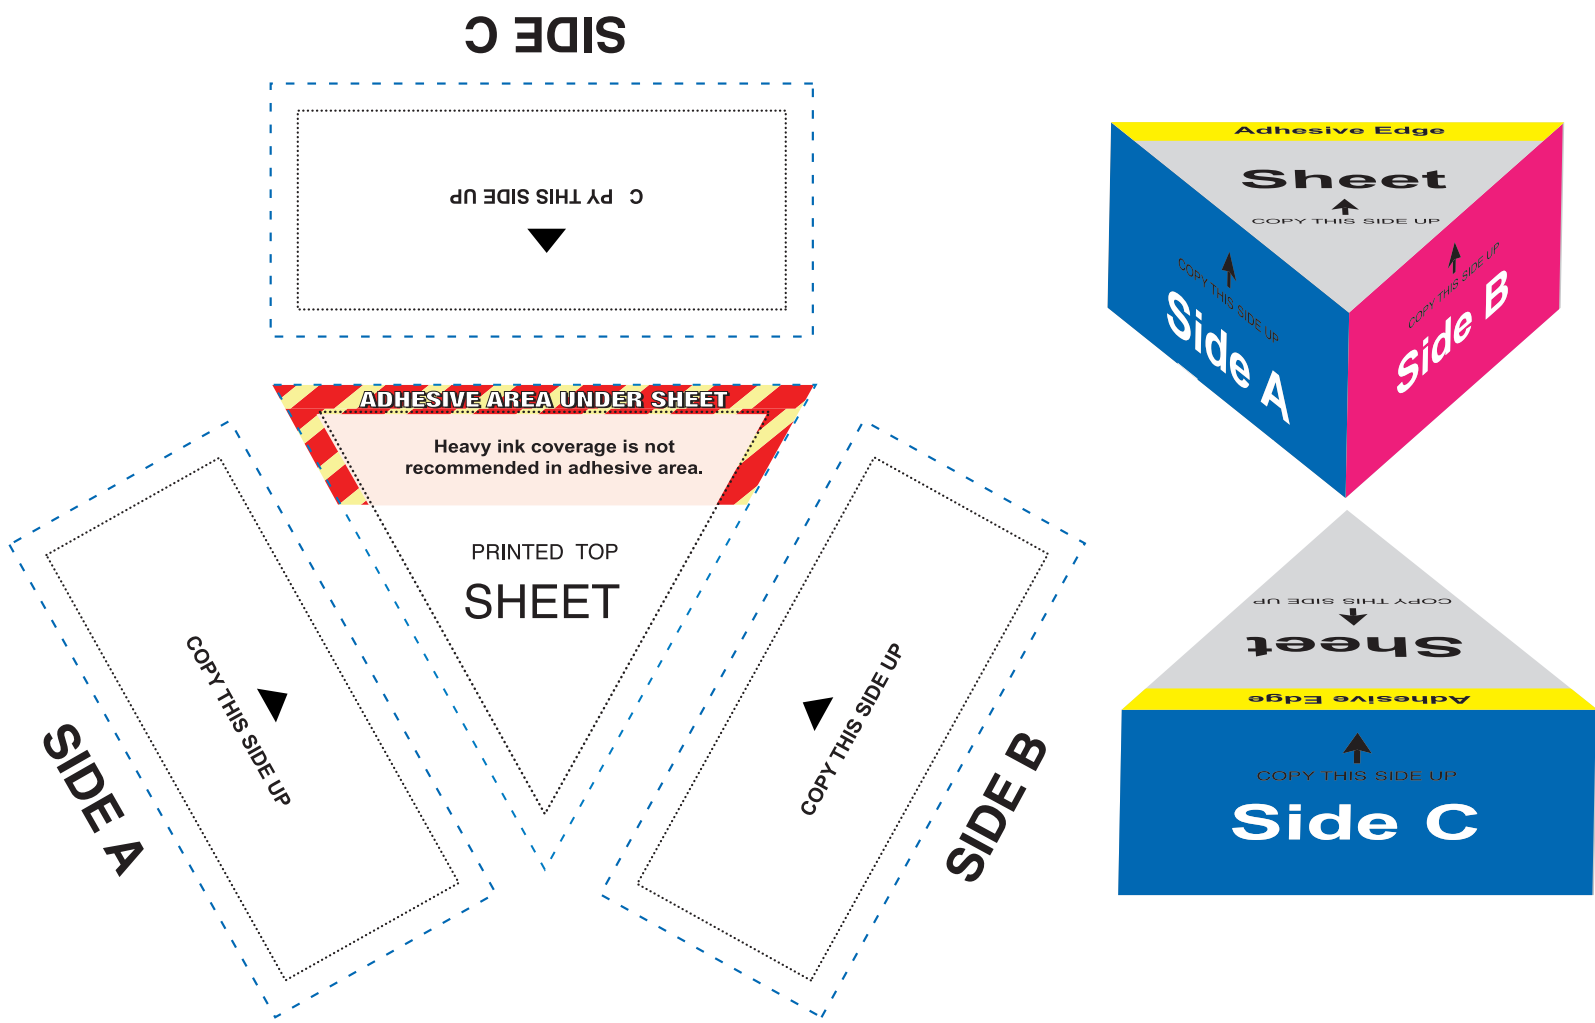 SIDE C
C PY THIS SIDE UP
ADHESIVE AREA UNDER SHEET
Heavy ink coverage is not
recommended in adhesive area.
PRINTED TOP
SHEET
COPY THIS SIDE UP
SIDE A
COPY THIS SIDE UP
SIDE B
Adhesive Edge
Sheet
COPY THIS SIDE UP
COPY THIS SIDE UP
Side A
COPY THIS SIDE UP
Side B
COPY THIS SIDE UP
Sheet
Adhesive Edge
COPY THIS SIDE UP
Side C